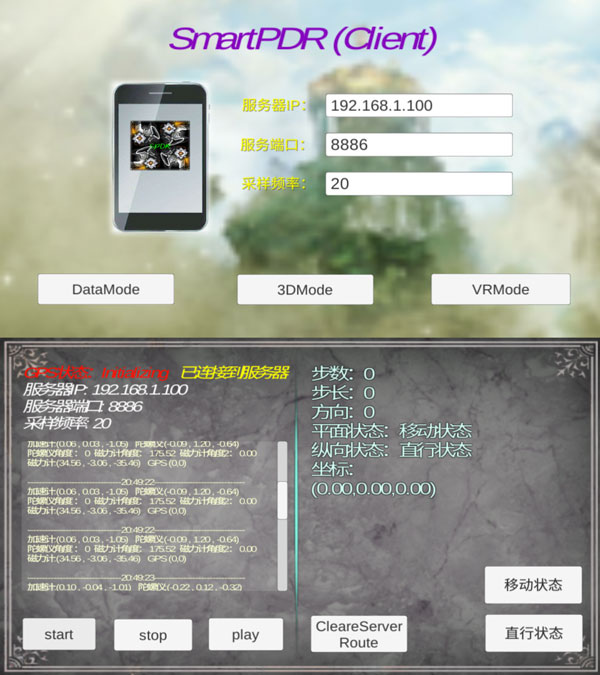 SmartPDR (Client)
服务器IP: 192.168.1.100
服务端口: 8886
采样频率: 20
DataMode
3DMode
VRMode
GPS状态: Initializing 已连接到服务器
服务器IP: 192.168.1.100
服务器端口: 8886
采样频率: 20
加速计(0.06 , 0.03 , -1.05) 陀螺仪(-0.09 , 1.20 , -0.64)
陀螺仪角度: 0 磁力计角度: 175.52 磁力计角度2: 0.00
磁力计(34.56 , -3.06 , -35.46) GPS (0,0)
20:49:22
加速计(0.06 , 0.03 , -1.05) 陀螺仪(-0.09 , 1.20 , -0.64)
陀螺仪角度: 0 磁力计角度: 175.52 磁力计角度2: 0.00
磁力计(34.56 , -3.06 , -35.46) GPS (0,0)
20:49:22
加速计(0.06 , 0.03 , -1.05) 陀螺仪(-0.09 , 1.20 , -0.64)
陀螺仪角度: 0 磁力计角度: 175.52 磁力计角度2: 0.00
磁力计(34.56 , -3.06 , -35.46) GPS (0,0)
20:49:23
加速计(0.10 , -0.04 , -1.01) 陀螺仪(-0.22 , 0.12 , -0.32)
步数: 0
步长: 0
方向: 0
平面状态: 移动状态
纵向状态: 直行状态
坐标:
(0.00,0.00,0.00)
移动状态
start
stop
play
CleareServer
Route
直行状态